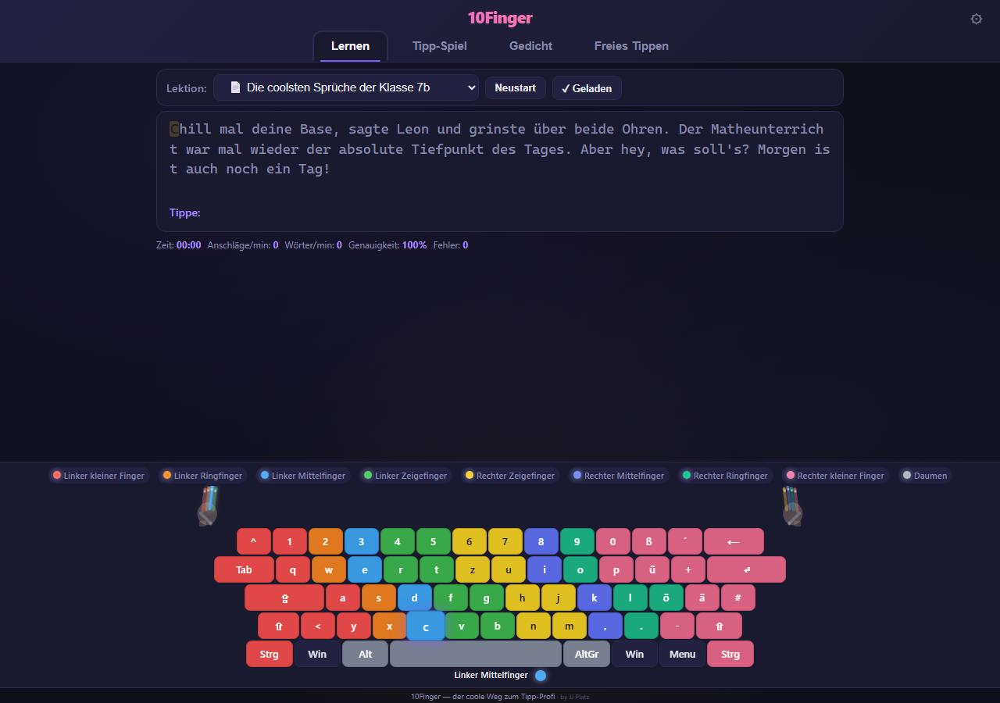 10Finger
⚙
Lernen Tipp-Spiel Gedicht Freies Tippen
Lektion: 📄 Die coolsten Sprüche der Klasse 7b Neustart ✓ Geladen
Chill mal deine Base, sagte Leon und grinste über beide Ohren. Der Matheunterrich
t war mal wieder der absolute Tiefpunkt des Tages. Aber hey, was soll's? Morgen is
t auch noch ein Tag!
Tippe:
Zeit: 00:00 Anschläge/min: 0 Wörter/min: 0 Genauigkeit: 100% Fehler: 0
Linker kleiner Finger Linker Ringfinger Linker Mittelfinger Linker Zeigefinger Rechter Zeigefinger Rechter Mittelfinger Rechter Ringfinger Rechter kleiner Finger Daumen
^ 1 2 3 4 5 6 7 8 9 0 ß ´ ←
Tab q w e r t z u i o p ü + ↵
⇪ a s d f g h j k l ö ä #
⇧ < y x c v b n m , . - ⇧
Strg Win Alt AltGr Win Menu Strg
Linker Mittelfinger
10Finger — der coole Weg zum Tipp-Profi · by JJ Platz